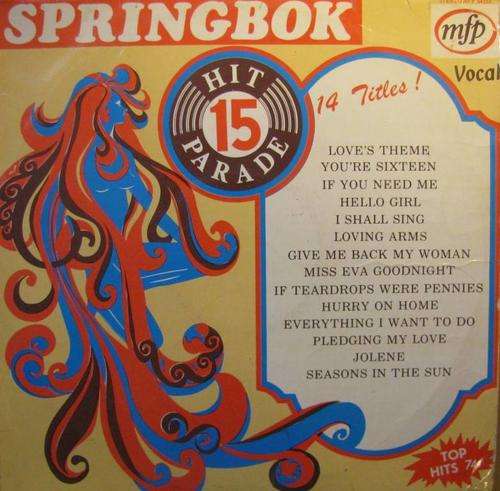 SPRINGBOK
mfp
Vocal
HIT
15
PARADE
14 Titles!
LOVE'S THEME
YOU'RE SIXTEEN
IF YOU NEED ME
HELLO GIRL
I SHALL SING
LOVING ARMS
GIVE ME BACK MY WOMAN
MISS EVA GOODNIGHT
IF TEARDROPS WERE PENNIES
HURRY ON HOME
EVERYTHING I WANT TO DO
PLEDGING MY LOVE
JOLENE
SEASONS IN THE SUN
TOP
HITS 74